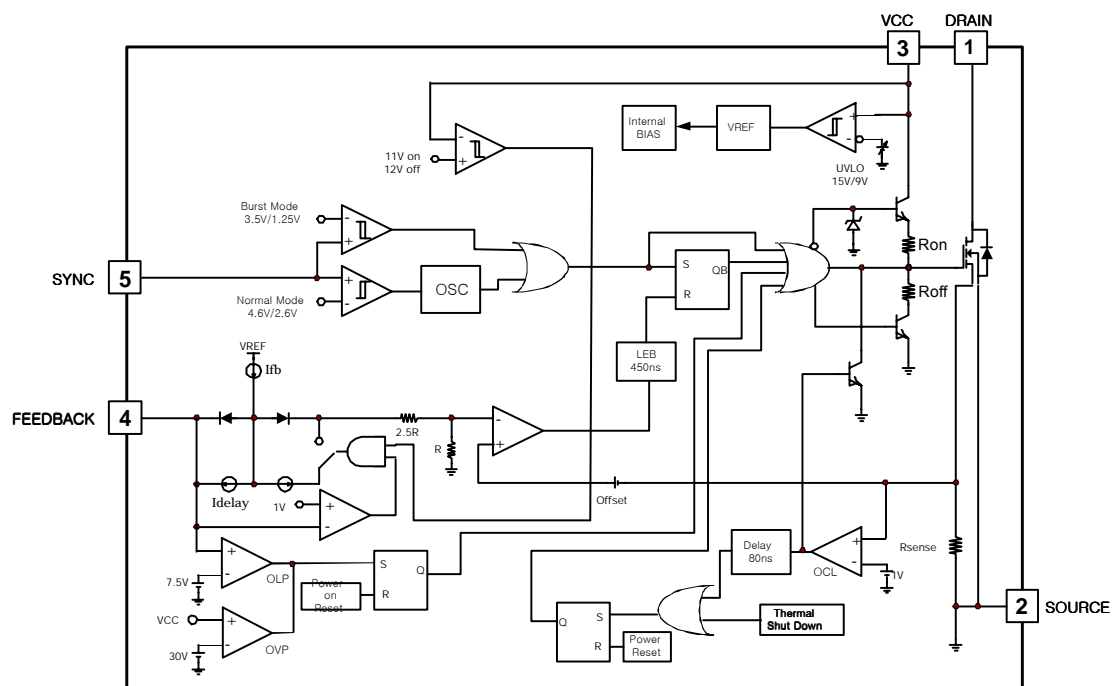 VCC
DRAIN
3
1
Internal
BIAS
VREF
+
-
UVLO
15V/9V
-
+
11V on
12V off
Burst Mode
3.5V/1.25V
-
+
SYNC
5
+
-
Normal Mode
4.6V/2.6V
OSC
S
QB
R
Ron
Roff
LEB
450ns
VREF
Ifb
FEEDBACK
4
2.5R
R
-
+
Idelay
1V
+
-
Offset
+
-
OLP
7.5V
Power
on
Reset
S
Q
R
VCC
+
-
OVP
30V
Delay
80ns
+
-
OCL
1V
Rsense
Q
S
R
Power
Reset
Thermal
Shut Down
2
SOURCE